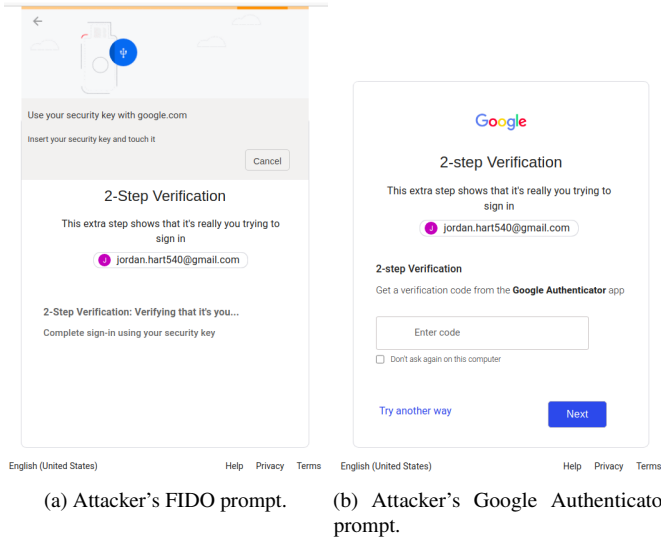 Use your security key with google.com
Insert your security key and touch it
Cancel
2-Step Verification
This extra step shows that it's really you trying to
sign in
J jordan.hart540@gmail.com
2-Step Verification: Verifying that it's you...
Complete sign-in using your security key
English (United States) Help Privacy Terms
(a) Attacker's FIDO prompt.
Google
2-step Verification
This extra step shows that it's really you trying to
sign in
J jordan.hart540@gmail.com
2-step Verification
Get a verification code from the Google Authenticator app
Enter code
Don't ask again on this computer
Try another way Next
English (United States) Help Privacy Terms
(b) Attacker's Google Authenticato
prompt.